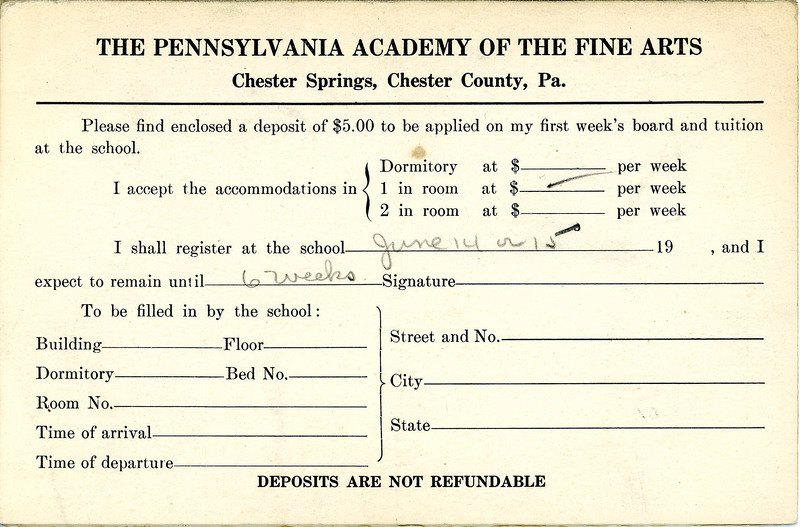 THE PENNSYLVANIA ACADEMY OF THE FINE ARTS
Chester Springs, Chester County, Pa.
Please find enclosed a deposit of $5.00 to be applied on my first week's board and tuition
at the school.
Dormitory at $ per week
I accept the accommodations in 1 in room at $ per week
2 in room at $ per week
I shall register at the school June 14 or 15 19 , and I
expect to remain until 6 weeks Signature
To be filled in by the school:
Building Floor
Dormitory Bed No.
Room No.
Time of arrival
Time of departure
Street and No.
City
State
DEPOSITS ARE NOT REFUNDABLE